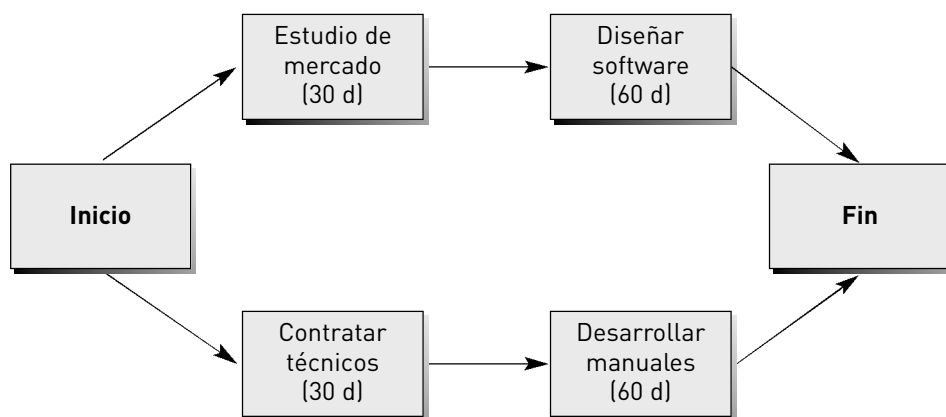 Estudio de
mercado
(30 d)
Diseñar
software
(60 d)
Inicio
Fin
Contratar
técnicos
(30 d)
Desarrollar
manuales
(60 d)